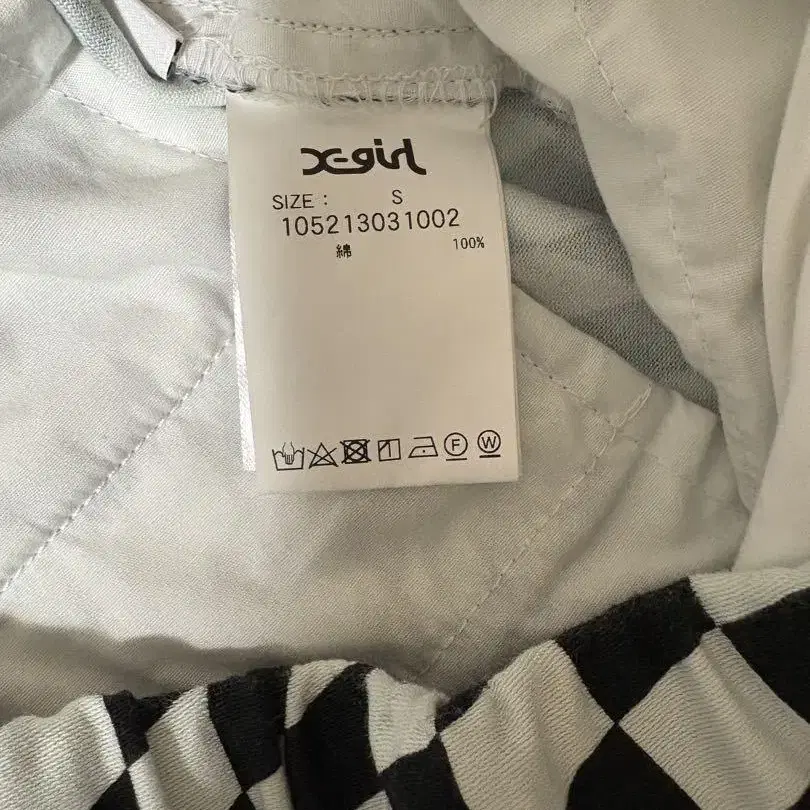 X-girl
SIZE : S
105213031002
綿 100%
F W